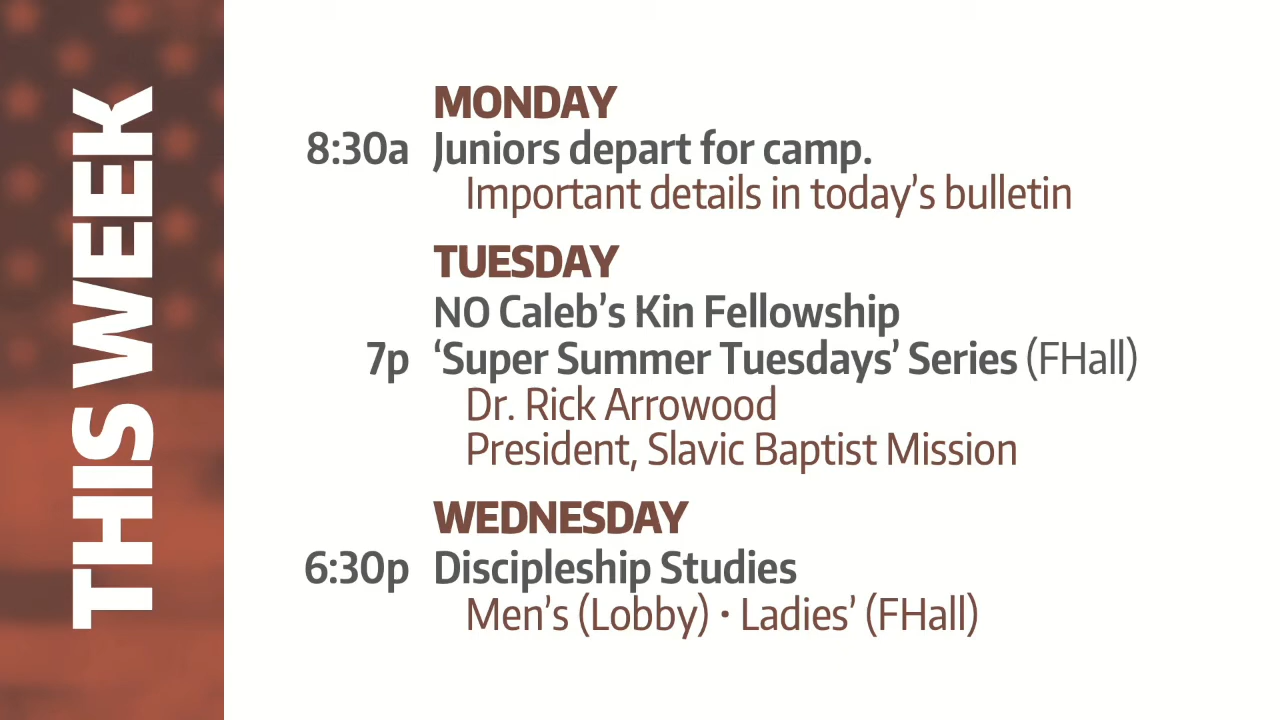 THIS WEEK
MONDAY
8:30a Juniors depart for camp.
Important details in today’s bulletin
TUESDAY
NO Caleb’s Kin Fellowship
7p ‘Super Summer Tuesdays’ Series (FHall)
Dr. Rick Arrowood
President, Slavic Baptist Mission
WEDNESDAY
6:30p Discipleship Studies
Men’s (Lobby) • Ladies’ (FHall)